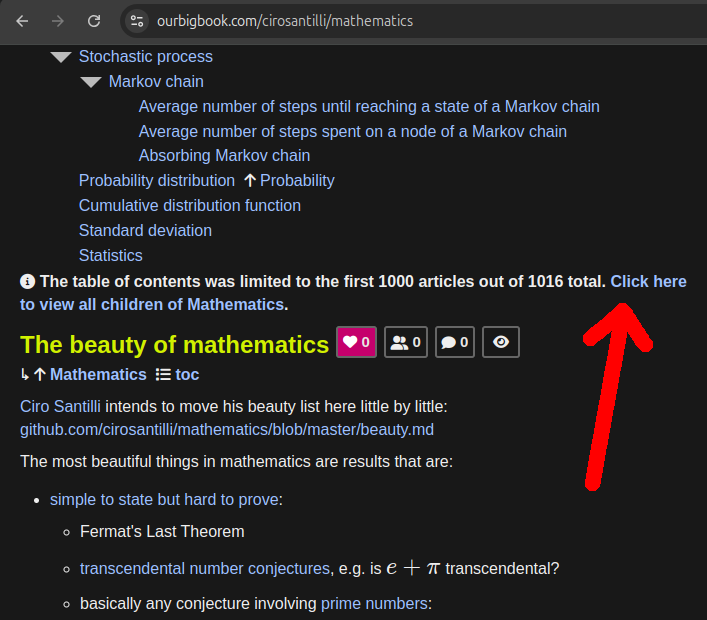 ourbigbook.com/cirosantilli/mathematics
Stochastic process
Markov chain
Average number of steps until reaching a state of a Markov chain
Average number of steps spent on a node of a Markov chain
Absorbing Markov chain
Probability distribution ↑ Probability
Cumulative distribution function
Standard deviation
Statistics
The table of contents was limited to the first 1000 articles out of 1016 total. Click here
to view all children of Mathematics.
The beauty of mathematics 0 0 0
↳ ↑ Mathematics toc
Ciro Santilli intends to move his beauty list here little by little:
github.com/cirosantilli/mathematics/blob/master/beauty.md
The most beautiful things in mathematics are results that are:
• simple to state but hard to prove:
◦ Fermat's Last Theorem
◦ transcendental number conjectures, e.g. is e + π transcendental?
◦ basically any conjecture involving prime numbers: